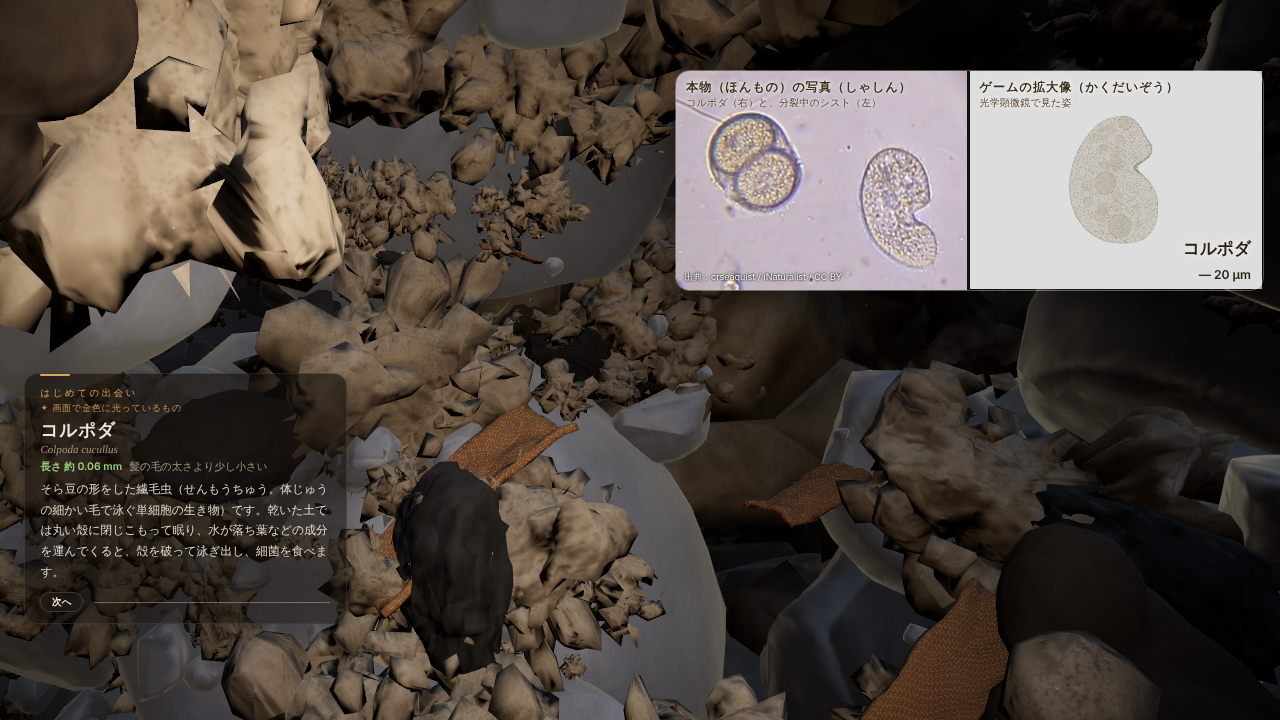 本物（ほんもの）の写真（しゃしん）
コルポダ（右）と、分裂中のシスト（左）
出典：crseaquist / iNaturalist / CC BY
ゲームの拡大像（かくだいぞう）
光学顕微鏡で見た姿
コルポダ
— 20 µm
はじめての出会い
✦ 画面で金色に光っているもの
コルポダ
Colpoda cucullus
長さ 約 0.06 mm 髪の毛の太さより少し小さい
そら豆の形をした繊毛虫（せんもうちゅう。体じゅう
の細かい毛で泳ぐ単細胞の生き物）です。乾いた土で
は丸い殻に閉じこもって眠り、水が落ち葉などの成分
を運んでくると、殻を破って泳ぎ出し、細菌を食べま
す。
次へ